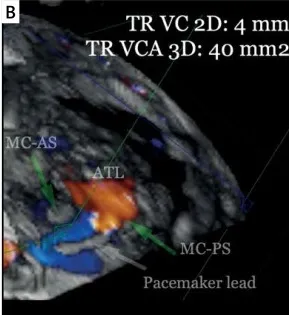 B
TR VC 2D: 4 mm
TR VCA 3D: 40 mm2
MC-AS
ATL
MC-PS
Pacemaker lead